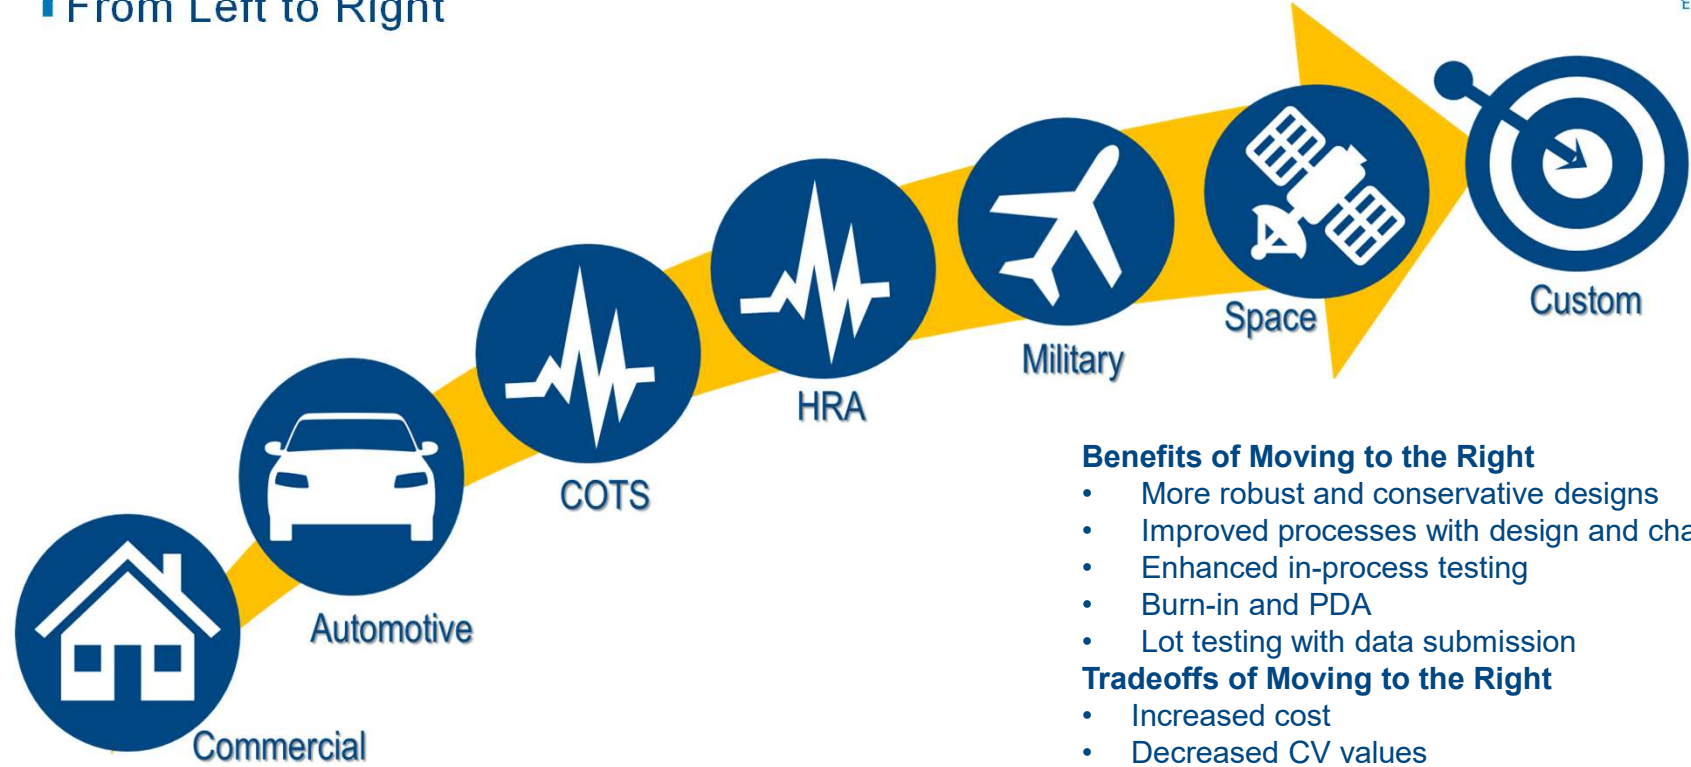 From Left to Right
Commercial
Automotive
COTS
HRA
Military
Space
Custom
Benefits of Moving to the Right
• More robust and conservative designs
• Improved processes with design and cha
• Enhanced in-process testing
• Burn-in and PDA
• Lot testing with data submission
Tradeoffs of Moving to the Right
• Increased cost
• Decreased CV values